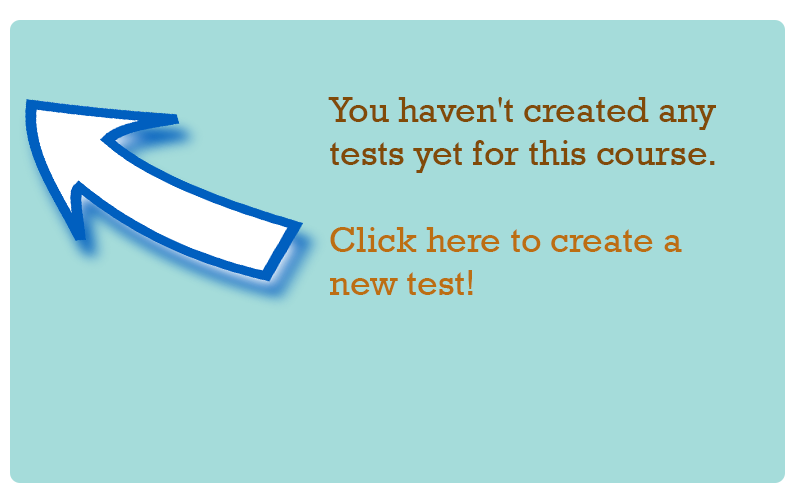 You haven't created any
tests yet for this course.
Click here to create a
new test!